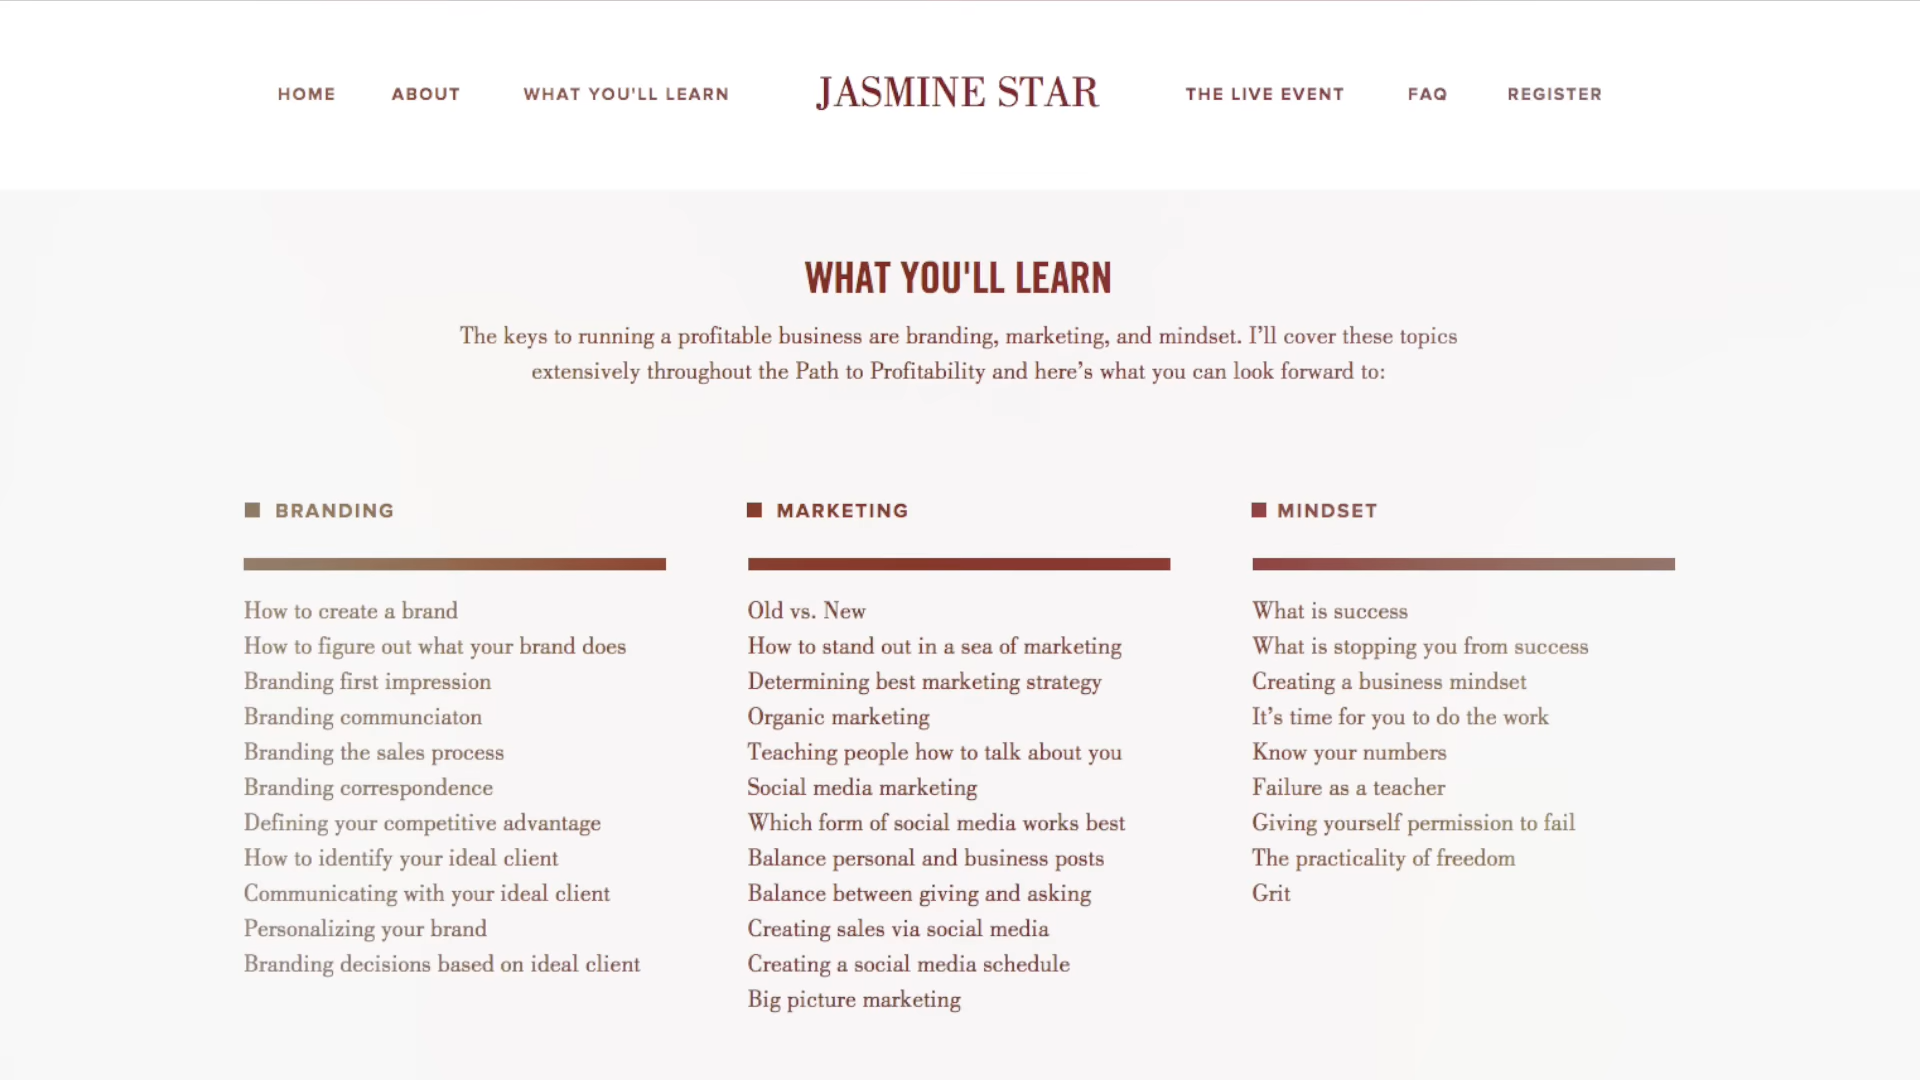 HOME ABOUT WHAT YOU'LL LEARN JASMINE STAR THE LIVE EVENT FAQ REGISTER
WHAT YOU'LL LEARN
The keys to running a profitable business are branding, marketing, and mindset. I’ll cover these topics
extensively throughout the Path to Profitability and here’s what you can look forward to:
BRANDING
How to create a brand
How to figure out what your brand does
Branding first impression
Branding communciaton
Branding the sales process
Branding correspondence
Defining your competitive advantage
How to identify your ideal client
Communicating with your ideal client
Personalizing your brand
Branding decisions based on ideal client
MARKETING
Old vs. New
How to stand out in a sea of marketing
Determining best marketing strategy
Organic marketing
Teaching people how to talk about you
Social media marketing
Which form of social media works best
Balance personal and business posts
Balance between giving and asking
Creating sales via social media
Creating a social media schedule
Big picture marketing
MINDSET
What is success
What is stopping you from success
Creating a business mindset
It’s time for you to do the work
Know your numbers
Failure as a teacher
Giving yourself permission to fail
The practicality of freedom
Grit